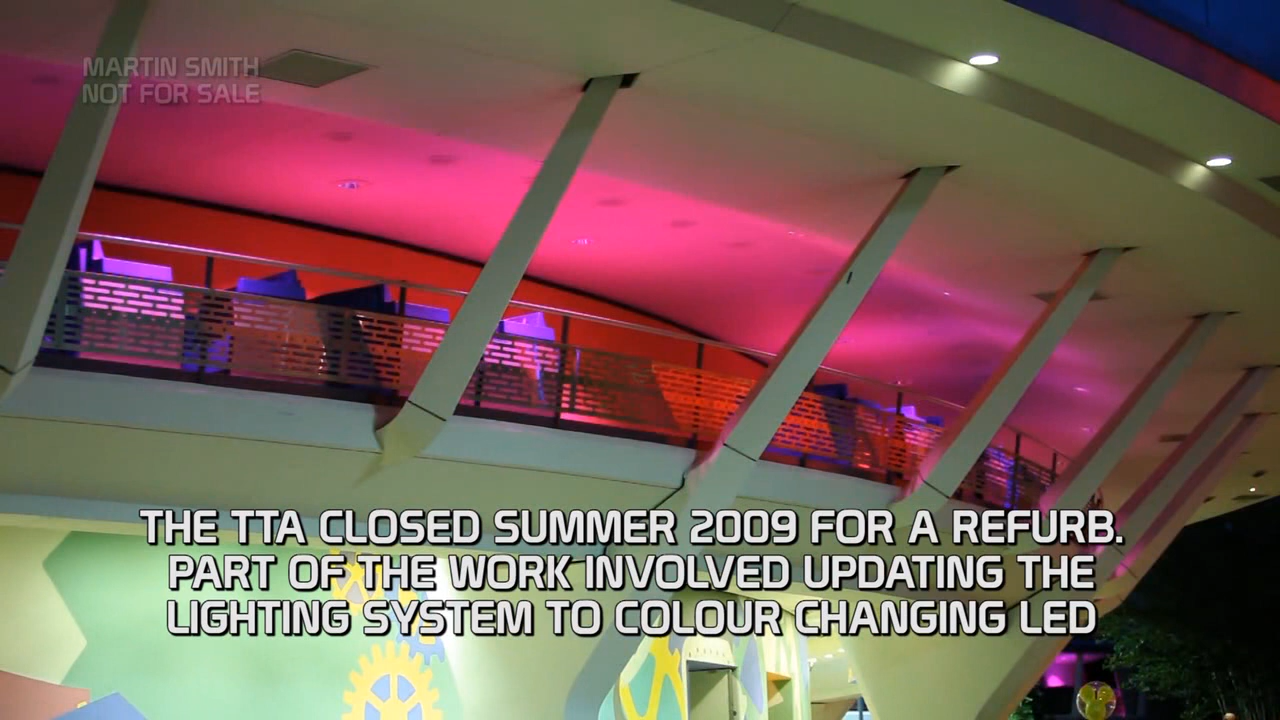 MARTIN SMITH
NOT FOR SALE
THE TTA CLOSED SUMMER 2009 FOR A REFURB.
PART OF THE WORK INVOLVED UPDATING THE
LIGHTING SYSTEM TO COLOUR CHANGING LED